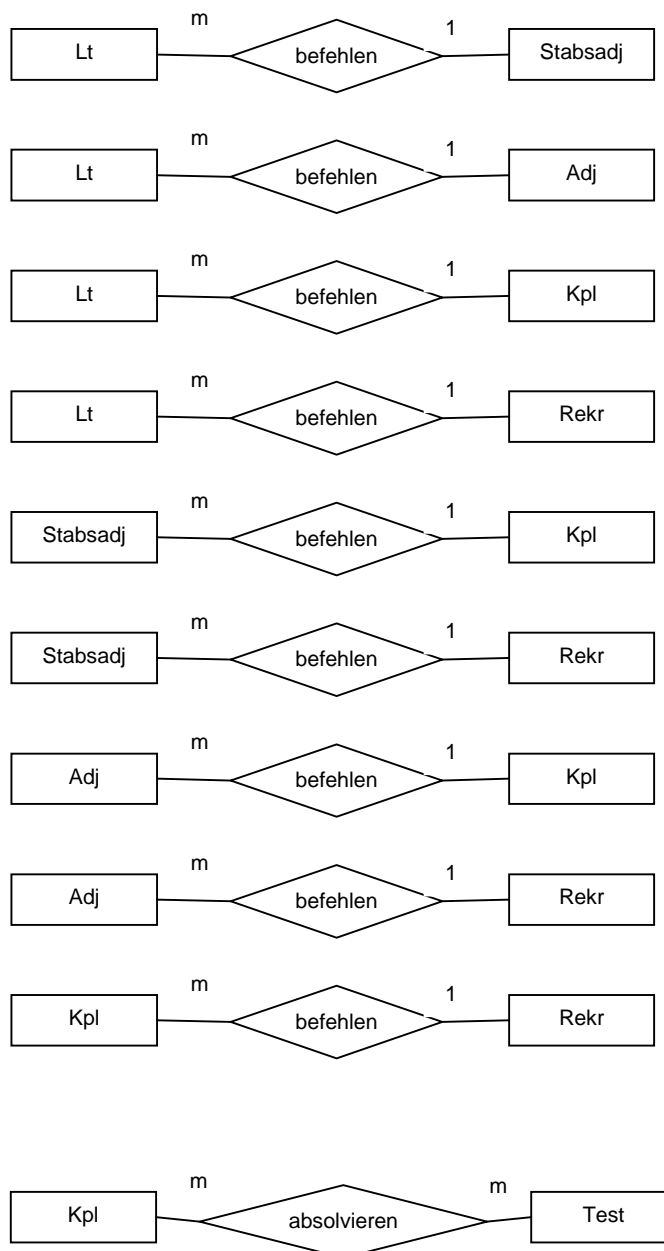 m 1
Lt befehlen Stabsadj
m 1
Lt befehlen Adj
m 1
Lt befehlen Kpl
m 1
Lt befehlen Rekr
m 1
Stabsadj befehlen Kpl
m 1
Stabsadj befehlen Rekr
m 1
Adj befehlen Kpl
m 1
Adj befehlen Rekr
m 1
Kpl befehlen Rekr
m m
Kpl absolvieren Test